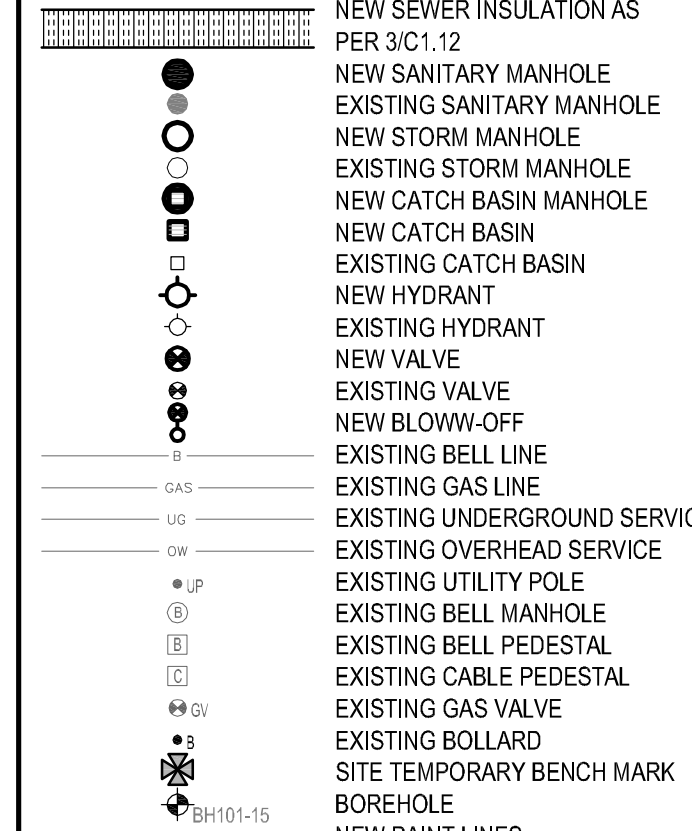 NEW SEWER INSULATION AS
PER 3/C1.12
NEW SANITARY MANHOLE
EXISTING SANITARY MANHOLE
NEW STORM MANHOLE
EXISTING STORM MANHOLE
NEW CATCH BASIN MANHOLE
NEW CATCH BASIN
EXISTING CATCH BASIN
NEW HYDRANT
EXISTING HYDRANT
NEW VALVE
EXISTING VALVE
NEW BLOWW-OFF
B EXISTING BELL LINE
GAS EXISTING GAS LINE
UG EXISTING UNDERGROUND SERVIC
OW EXISTING OVERHEAD SERVICE
UP EXISTING UTILITY POLE
B EXISTING BELL MANHOLE
B EXISTING BELL PEDESTAL
C EXISTING CABLE PEDESTAL
GV EXISTING GAS VALVE
B EXISTING BOLLARD
SITE TEMPORARY BENCH MARK
BH101-15 BOREHOLE
NEW PAINT LINES